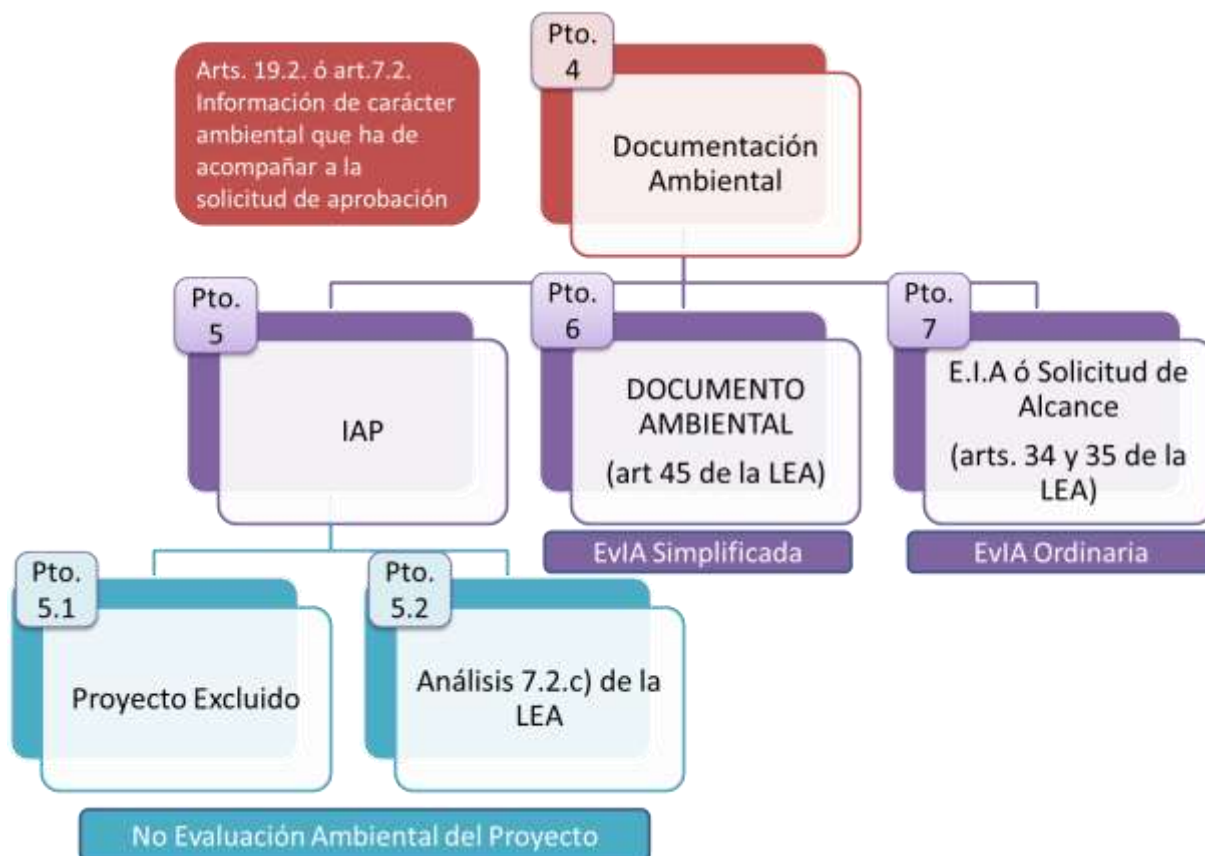 Arts. 19.2. ó art.7.2.
Información de carácter
ambiental que ha de
acompañar a la
solicitud de aprobación
Pto.
4
Documentación
Ambiental
Pto.
5
IAP
Pto.
6
DOCUMENTO
AMBIENTAL
(art 45 de la LEA)
EvIA Simplificada
Pto.
7
E.I.A ó Solicitud de
Alcance
(arts. 34 y 35 de la
LEA)
EvIA Ordinaria
Pto.
5.1
Proyecto Excluido
Pto.
5.2
Análisis 7.2.c) de la
LEA
No Evaluación Ambiental del Proyecto